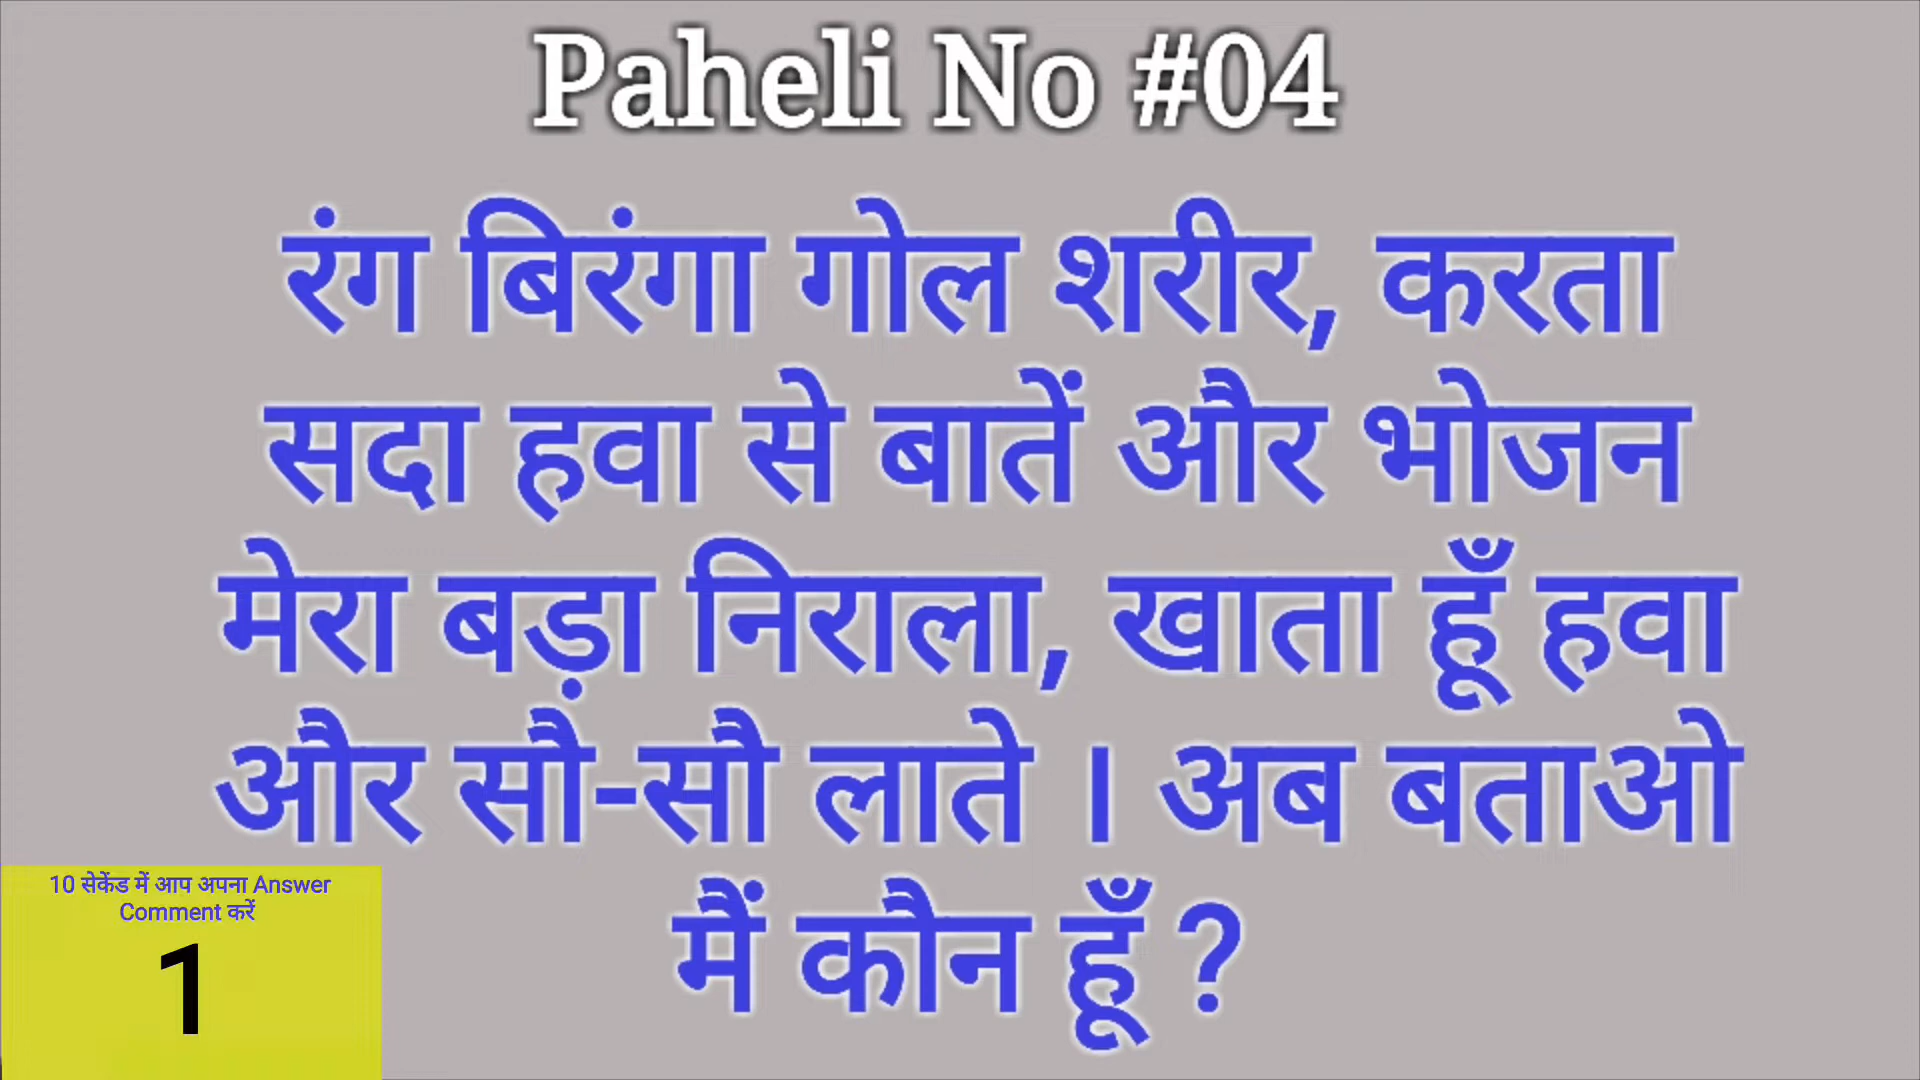 Paheli No #04
रंग बिरंगा गोल शरीर, करता
सदा हवा से बातें और भोजन
मेरा बड़ा निराला, खाता हूँ हवा
और सौ-सौ लाते । अब बताओ
मैं कौन हूँ ?
10 सेकेंड में आप अपना Answer
Comment करें
1